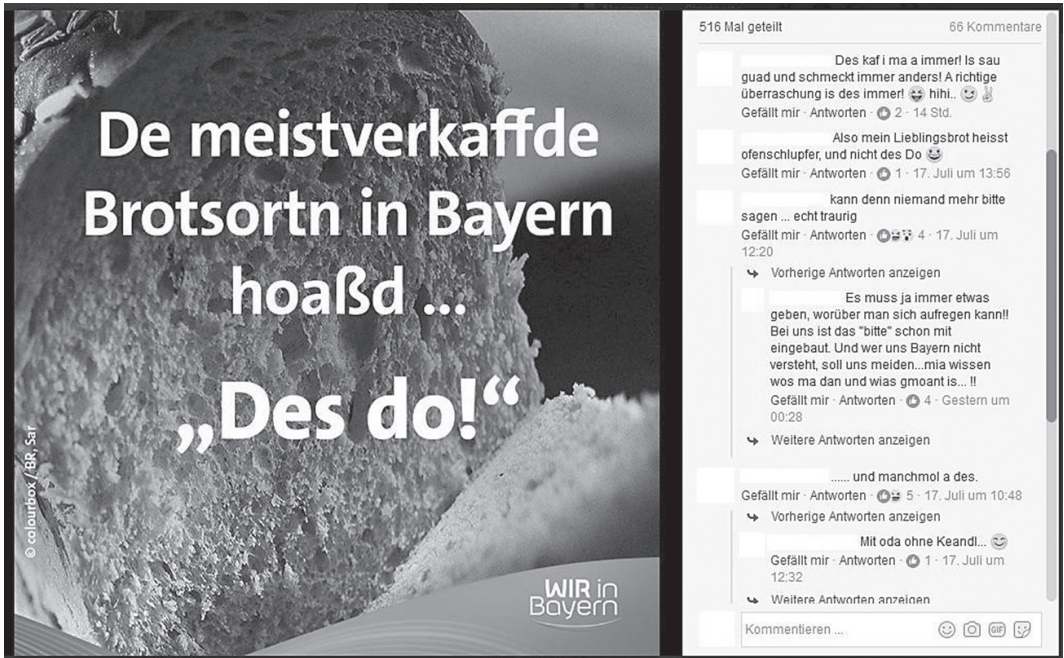 De meistverkaffde
Brotsortn in Bayern
hoaßd ...
„Des do!“
© colourbox / BR, Sar
WIR in
Bayern
516 Mal geteilt 66 Kommentare
Des kaf i ma a immer! Is sau
guad und schmeckt immer anders! A richtige
überraschung is des immer! 😝 hihi.. 😉 ✌
Gefällt mir · Antworten · 2 · 14 Std.
Also mein Lieblingsbrot heisst
ofenschlupfer, und nicht des Do 😀
Gefällt mir · Antworten · 1 · 17. Juli um 13:56
kann denn niemand mehr bitte
sagen ... echt traurig
Gefällt mir · Antworten · 4 · 17. Juli um
12:20
Vorherige Antworten anzeigen
Es muss ja immer etwas
geben, worüber man sich aufregen kann!!
Bei uns ist das "bitte" schon mit
eingebaut. Und wer uns Bayern nicht
versteht, soll uns meiden...mia wissen
wos ma dan und wias gmoant is... !!
Gefällt mir · Antworten · 4 · Gestern um
00:28
Weitere Antworten anzeigen
...... und manchmol a des.
Gefällt mir · Antworten · 5 · 17. Juli um 10:48
Vorherige Antworten anzeigen
Mit oda ohne Keandl... 😊
Gefällt mir · Antworten · 1 · 17. Juli um
12:32
Weitere Antworten anzeigen
Kommentieren ...
GIF